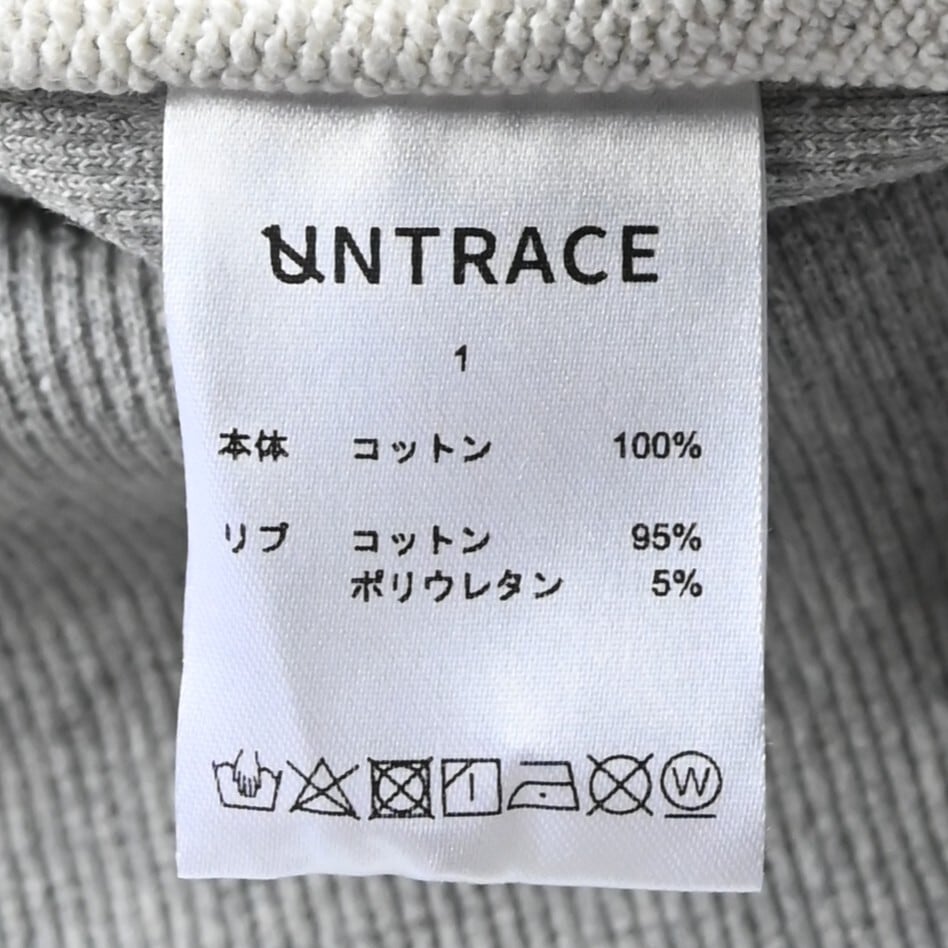 UNTRACE
1
本体 コットン 100%
リブ コットン 95%
ポリウレタン 5%
W